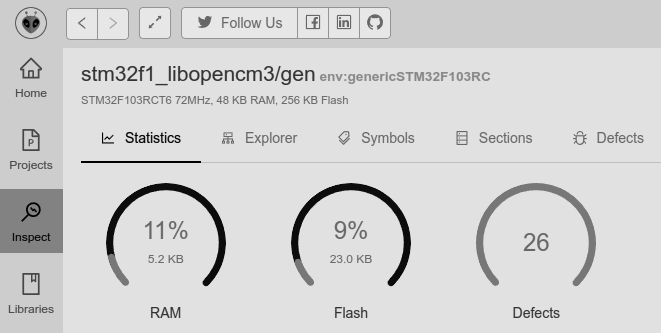 Follow Us
Home
Projects
Inspect
Libraries
stm32f1_libopencm3/gen env:genericSTM32F103RC
STM32F103RCT6 72MHz, 48 KB RAM, 256 KB Flash
Statistics Explorer Symbols Sections Defects
11% 9% 26
5.2 KB 23.0 KB
RAM Flash Defects